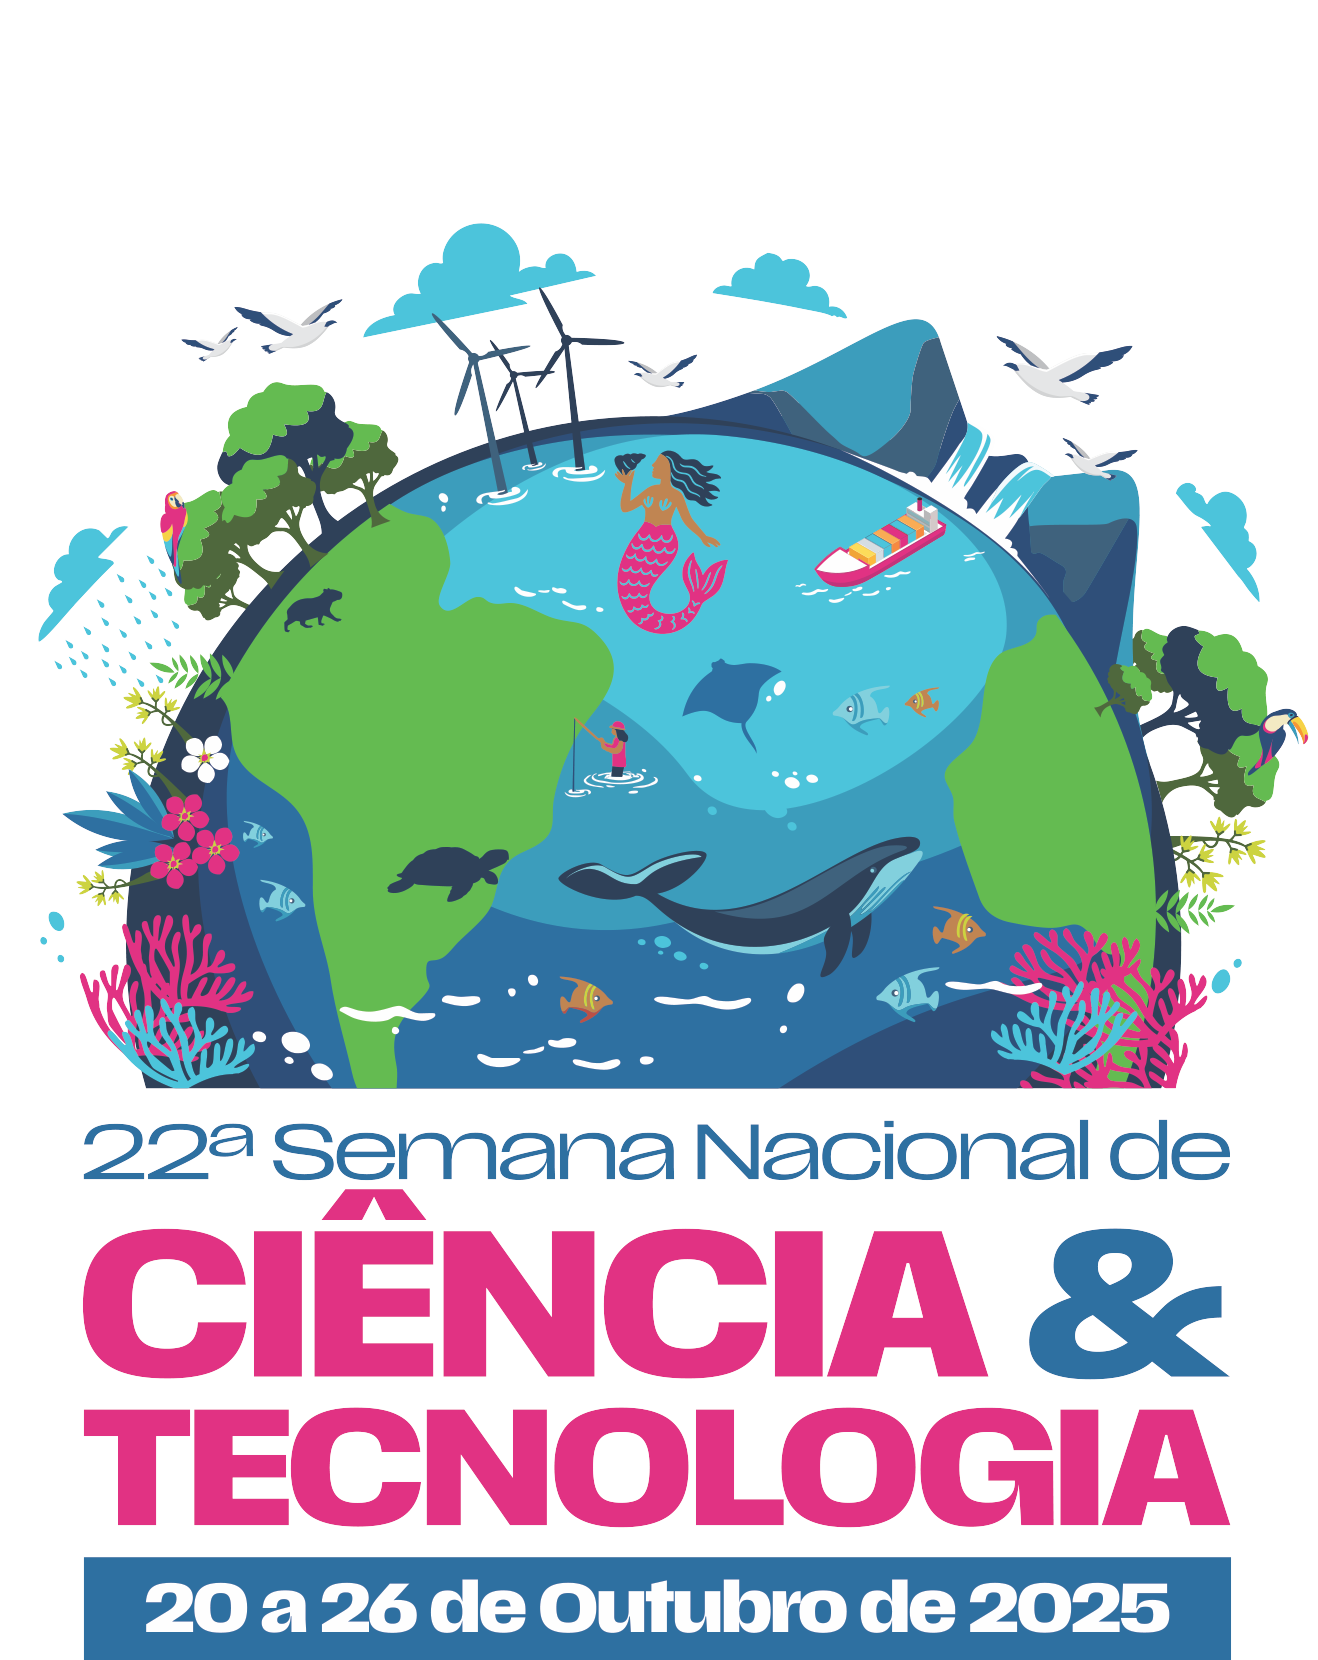 22ª Semana Nacional de
CIÊNCIA &
TECNOLOGIA
20 a 26 de Outubro de 2025